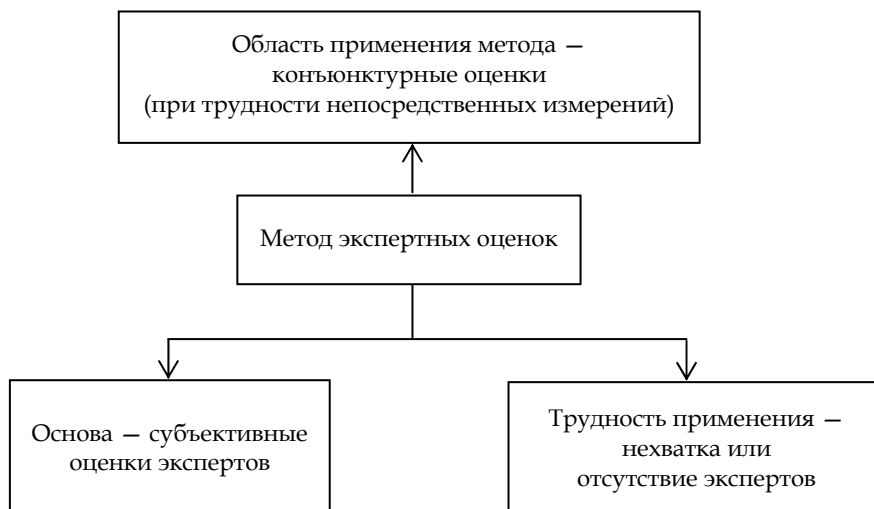 Область применения метода —
конъюнктурные оценки
(при трудности непосредственных измерений)
Метод экспертных оценок
Основа — субъективные
оценки экспертов
Трудность применения —
нехватка или
отсутствие экспертов